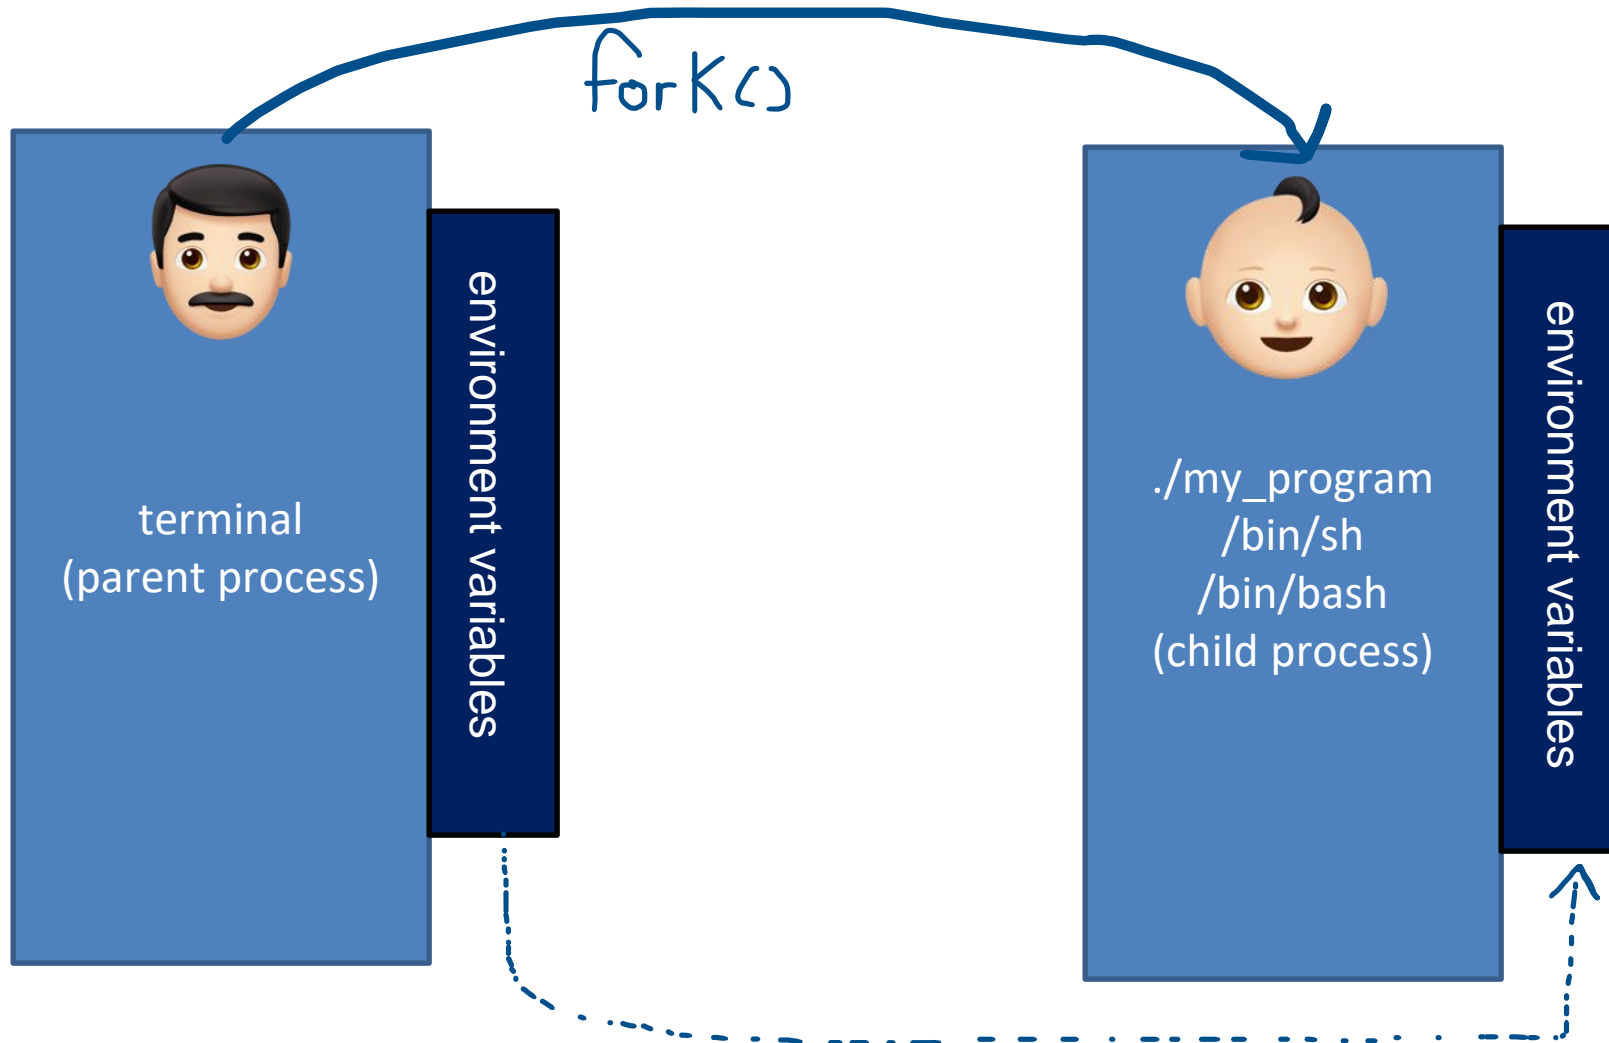 fork()
terminal
(parent process)
environment variables
./my_program
/bin/sh
/bin/bash
(child process)
environment variables